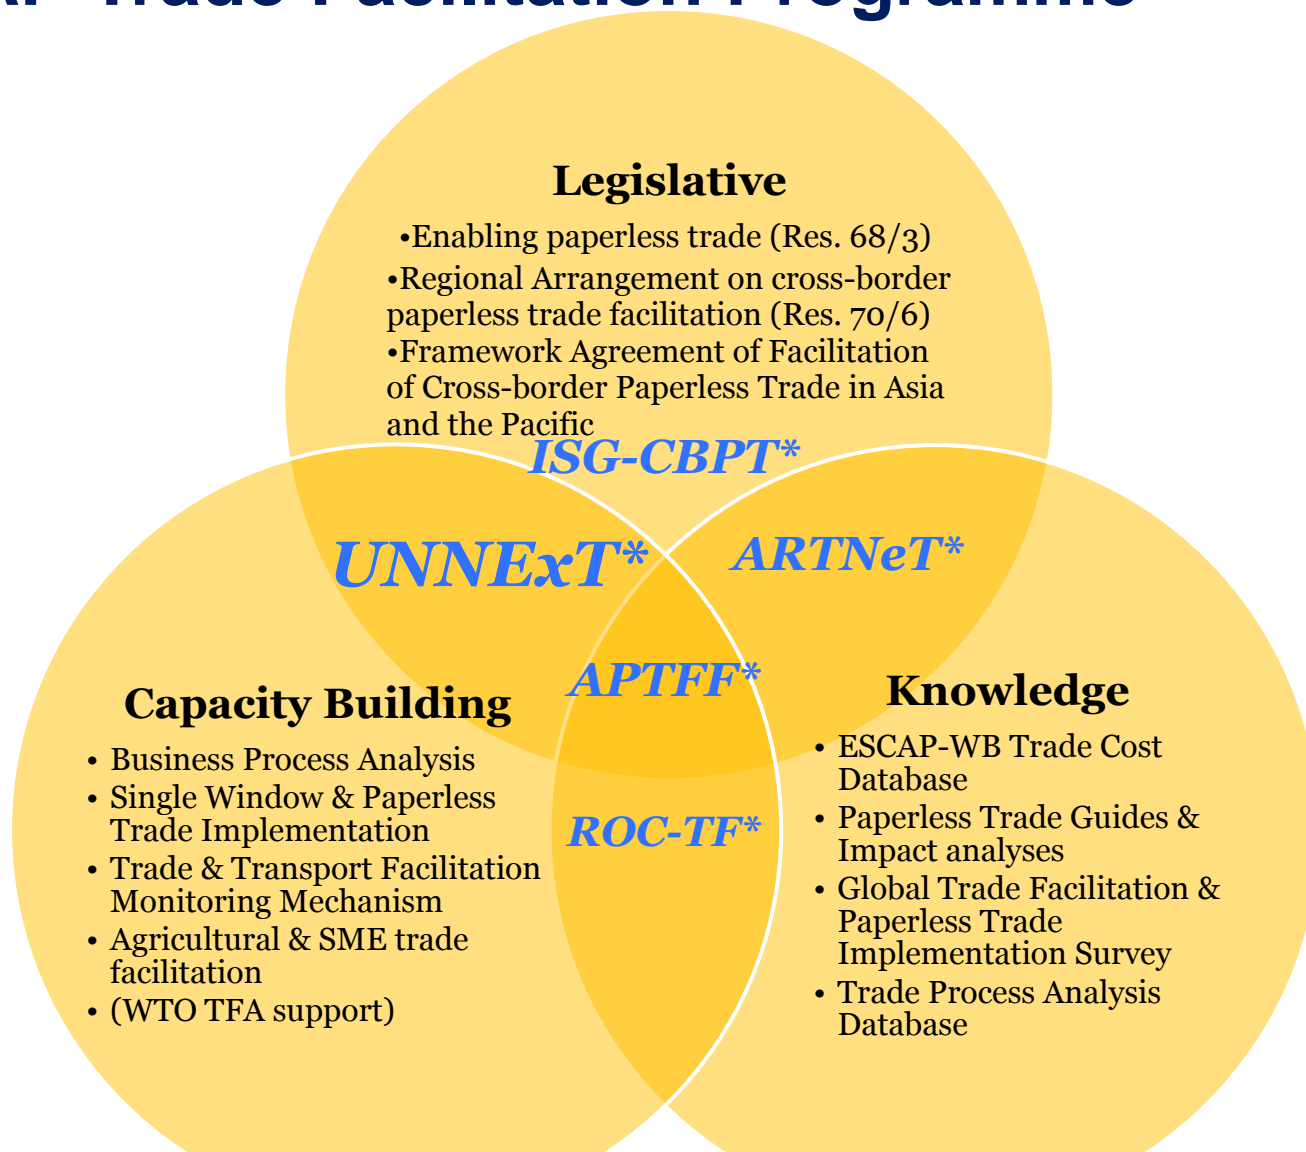 Trade Facilitation Programme
Legislative
•Enabling paperless trade (Res. 68/3)
•Regional Arrangement on cross-border
paperless trade facilitation (Res. 70/6)
•Framework Agreement of Facilitation
of Cross-border Paperless Trade in Asia
and the Pacific
ISG-CBPT*
UNNExT*
ARTNeT*
APTFF*
ROC-TF*
Capacity Building
• Business Process Analysis
• Single Window & Paperless
Trade Implementation
• Trade & Transport Facilitation
Monitoring Mechanism
• Agricultural & SME trade
facilitation
• (WTO TFA support)
Knowledge
• ESCAP-WB Trade Cost
Database
• Paperless Trade Guides &
Impact analyses
• Global Trade Facilitation &
Paperless Trade
Implementation Survey
• Trade Process Analysis
Database